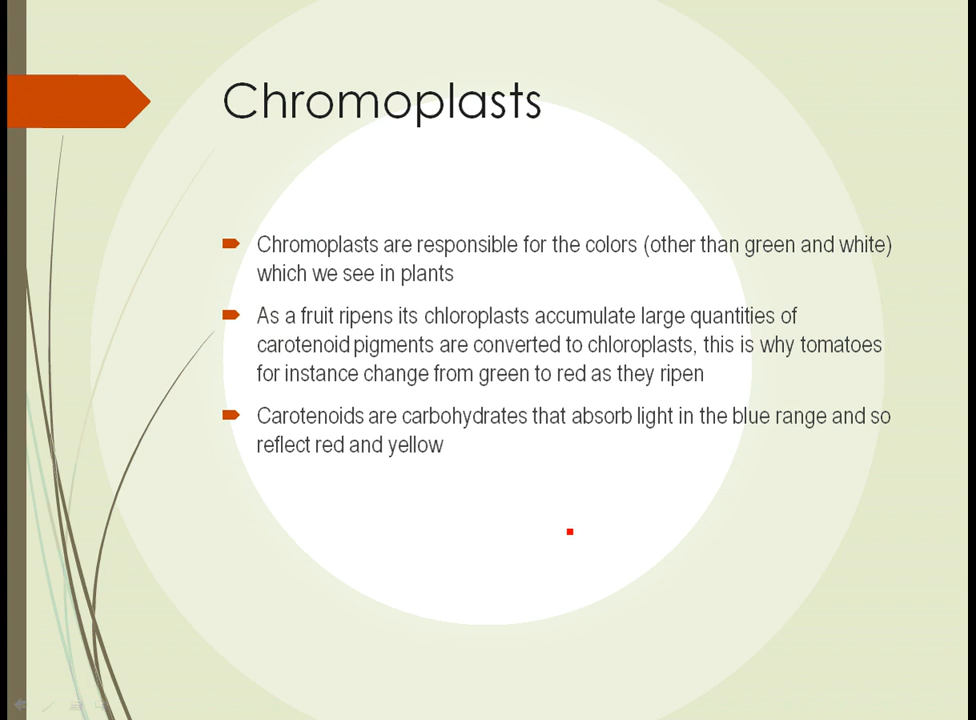 Chromoplasts
Chromoplasts are responsible for the colors (other than green and white)
which we see in plants
As a fruit ripens its chloroplasts accumulate large quantities of
carotenoid pigments are converted to chloroplasts, this is why tomatoes
for instance change from green to red as they ripen
Carotenoids are carbohydrates that absorb light in the blue range and so
reflect red and yellow